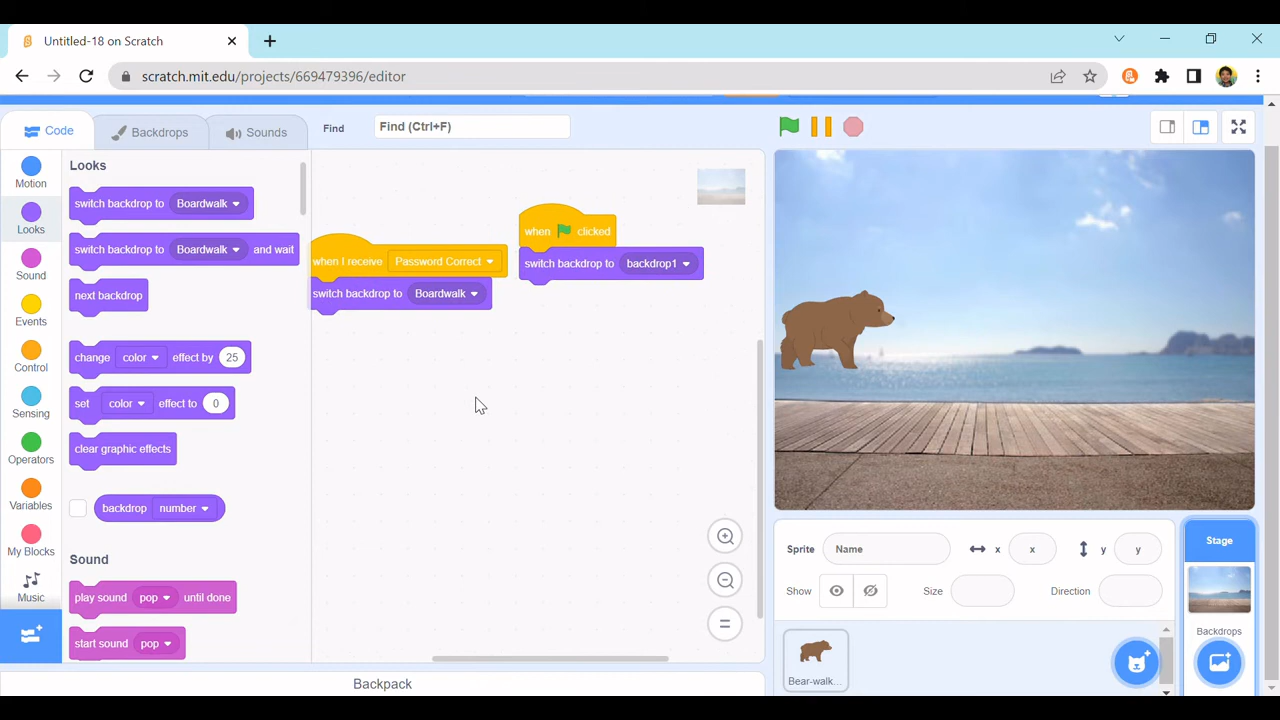 Untitled-18 on Scratch
scratch.mit.edu/projects/669479396/editor
Code
Backdrops
Sounds
Find
Find (Ctrl+F)
Motion
Looks
Sound
Events
Control
Sensing
Operators
Variables
My Blocks
Music
Looks
switch backdrop to Boardwalk
switch backdrop to Boardwalk and wait
next backdrop
change color effect by 25
set color effect to 0
clear graphic effects
backdrop number
Sound
play sound pop until done
start sound pop
when I receive Password Correct
switch backdrop to Boardwalk
when clicked
switch backdrop to backdrop1
Backpack
Sprite Name x x y y
Show Size Direction
Bear-walk...
Stage
Backdrops